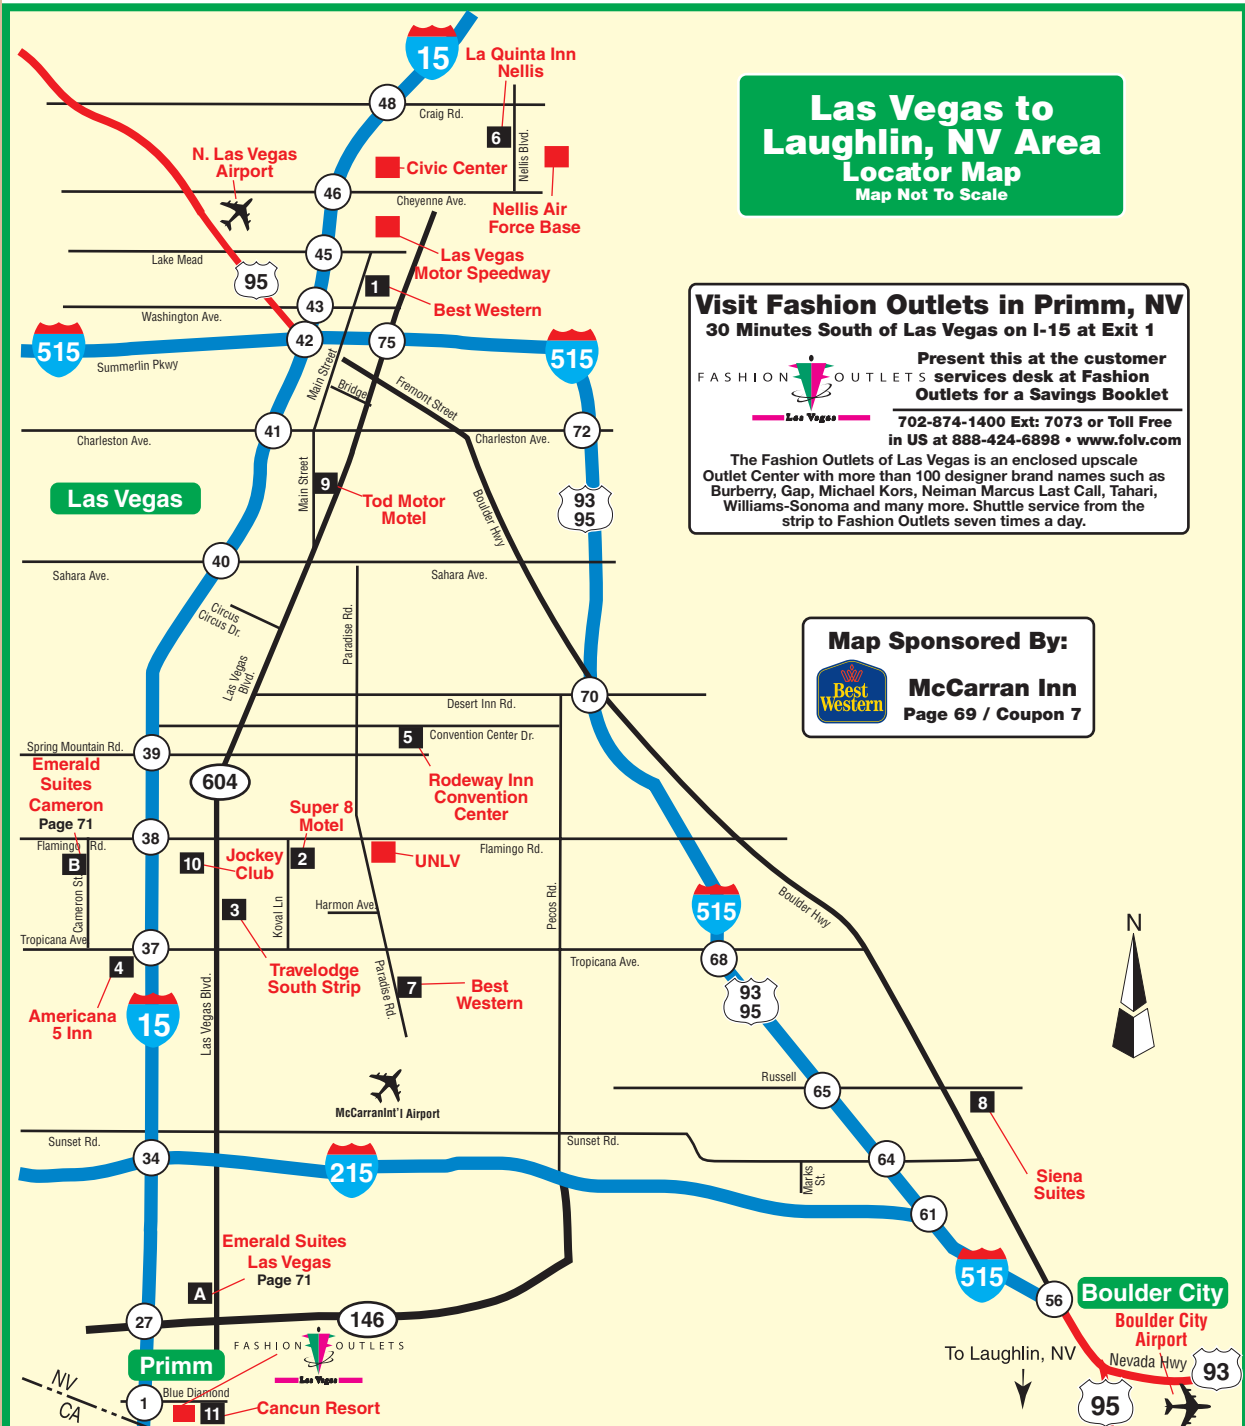 15
La Quinta Inn
Nellis
48
Craig Rd.
6
Nellis Blvd.
Las Vegas to
Laughlin, NV Area
Locator Map
Map Not To Scale
N. Las Vegas
Airport
Civic Center
46
Cheyenne Ave.
Nellis Air
Force Base
Las Vegas
Motor Speedway
45
Lake Mead
95
1
Best Western
43
Washington Ave.
42
75
515
515
Summerlin Pkwy
Main Street
Bridge
Fremont Street
Visit Fashion Outlets in Primm, NV
30 Minutes South of Las Vegas on I-15 at Exit 1
FASHION OUTLETS
Las Vegas
Present this at the customer
services desk at Fashion
Outlets for a Savings Booklet
702-874-1400 Ext: 7073 or Toll Free
in US at 888-424-6898 • www.folv.com
The Fashion Outlets of Las Vegas is an enclosed upscale
Outlet Center with more than 100 designer brand names such as
Burberry, Gap, Michael Kors, Neiman Marcus Last Call, Tahari,
Williams-Sonoma and many more. Shuttle service from the
strip to Fashion Outlets seven times a day.
41
72
Charleston Ave.
Charleston Ave.
Las Vegas
Main Street
9
Tod Motor
Motel
Boulder Hwy
93
95
40
Sahara Ave.
Sahara Ave.
Circus
Circus Dr.
Paradise Rd.
Las Vegas
Blvd.
Map Sponsored By:
Best
Western
McCarran Inn
Page 69 / Coupon 7
70
Desert Inn Rd.
5
Convention Center Dr.
Spring Mountain Rd.
39
Emerald
Suites
Cameron
Page 71
604
Rodeway Inn
Convention
Center
Super 8
Motel
38
Flamingo Rd.
Flamingo Rd.
B
Cameron St.
10
Jockey
Club
2
UNLV
3
Koval Ln
Harmon Ave.
Pecos Rd.
515
Boulder Hwy
Tropicana Ave
37
4
Travelodge
South Strip
Paradise Rd.
7
Best
Western
Tropicana Ave.
68
93
95
N
Americana
5 Inn
15
Las Vegas Blvd.
McCarranInt'l Airport
Russell
65
8
Sunset Rd.
Sunset Rd.
34
215
Marks
St.
64
Siena
Suites
61
Emerald Suites
Las Vegas
Page 71
A
515
56
Boulder City
27
146
Boulder City
Airport
FASHION OUTLETS
Las Vegas
Primm
To Laughlin, NV
Nevada Hwy
93
95
NV
CA
1
Blue Diamond
11
Cancun Resort